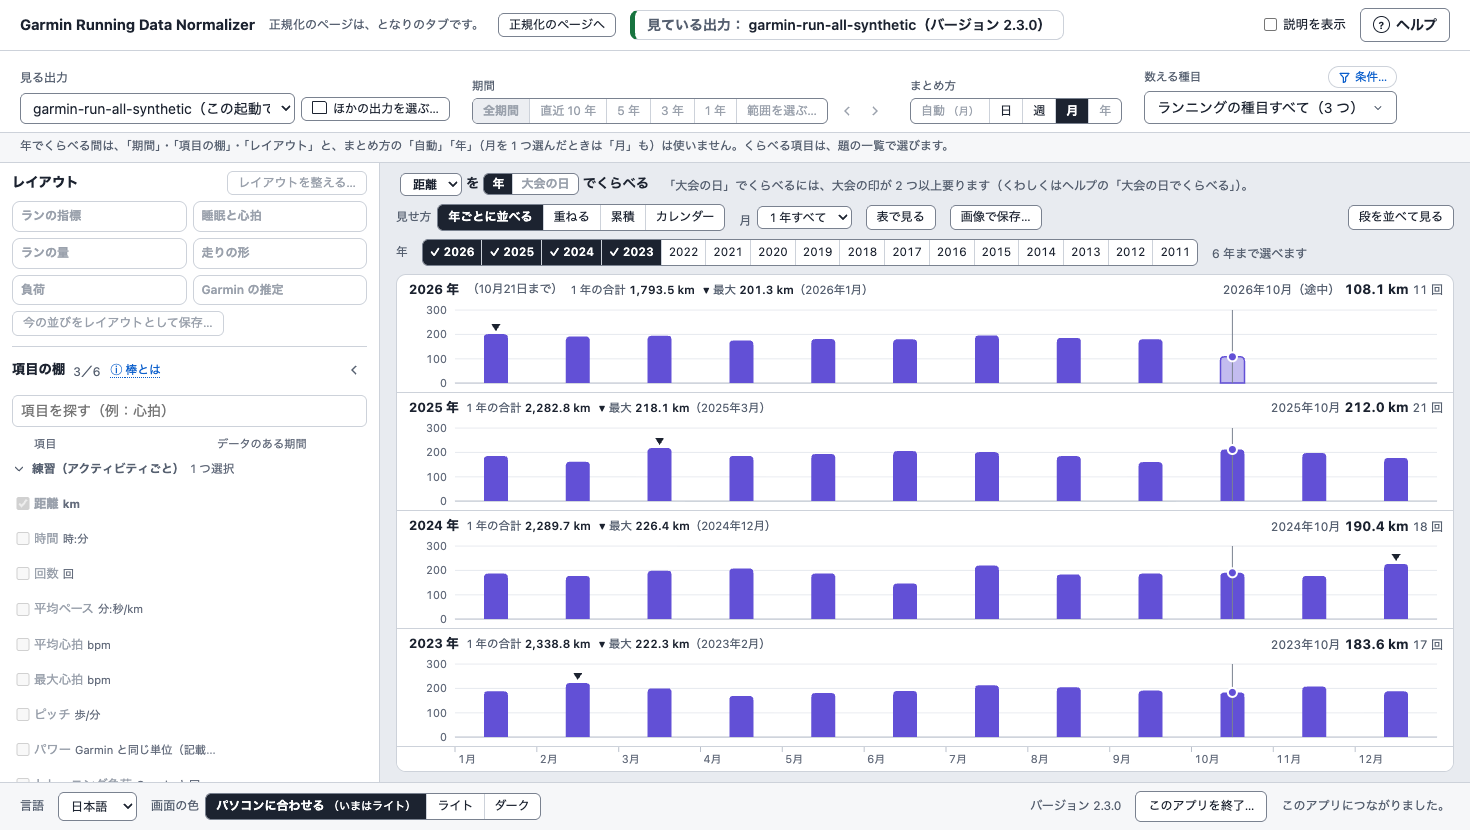 Garmin Running Data Normalizer 正規化のページは、となりのタブです。 正規化のページへ 見ている出力： garmin-run-all-synthetic（バージョン 2.3.0） 説明を表示 ? ヘルプ
見る出力 期間 まとめ方 数える種目 条件...
garmin-run-all-synthetic（この起動で ほかの出力を選ぶ... 全期間 直近 10 年 5 年 3 年 1 年 範囲を選ぶ... 自動（月） 日 週 月 年 ランニングの種目すべて（3 つ）
年でくらべる間は、「期間」・「項目の棚」・「レイアウト」と、まとめ方の「自動」「年」（月を 1 つ選んだときは「月」も）は使いません。くらべる項目は、題の一覧で選びます。
レイアウト レイアウトを整える...
ランの指標 睡眠と心拍
ランの量 走りの形
負荷 Garmin の推定
今の並びをレイアウトとして保存...
項目の棚 3／6 ⓘ 棒とは
項目を探す（例：心拍）
項目 データのある期間
練習（アクティビティごと） 1 つ選択
距離 km
時間 時:分
回数 回
平均ペース 分:秒/km
平均心拍 bpm
最大心拍 bpm
ピッチ 歩/分
パワー Garmin と同じ単位（記載...
距離 を 年 大会の日 でくらべる 「大会の日」でくらべるには、大会の印が 2 つ以上要ります（くわしくはヘルプの「大会の日でくらべる」）。
見せ方 年ごとに並べる 重ねる 累積 カレンダー 月 1 年すべて 表で見る 画像で保存... 段を並べて見る
年 ✓ 2026 ✓ 2025 ✓ 2024 ✓ 2023 2022 2021 2020 2019 2018 2017 2016 2015 2014 2013 2012 2011 6 年まで選べます
2026 年 （10月21日まで） 1 年の合計 1,793.5 km ▼ 最大 201.3 km（2026年1月） 2026年10月（途中） 108.1 km 11 回
300
200
100
0
2025 年 1 年の合計 2,282.8 km ▼ 最大 218.1 km（2025年3月） 2025年10月 212.0 km 21 回
300
200
100
0
2024 年 1 年の合計 2,289.7 km ▼ 最大 226.4 km（2024年12月） 2024年10月 190.4 km 18 回
300
200
100
0
2023 年 1 年の合計 2,338.8 km ▼ 最大 222.3 km（2023年2月） 2023年10月 183.6 km 17 回
300
200
100
0
1月 2月 3月 4月 5月 6月 7月 8月 9月 10月 11月 12月
言語 日本語 画面の色 パソコンに合わせる （いまはライト） ライト ダーク バージョン 2.3.0 このアプリを終了... このアプリにつながりました。